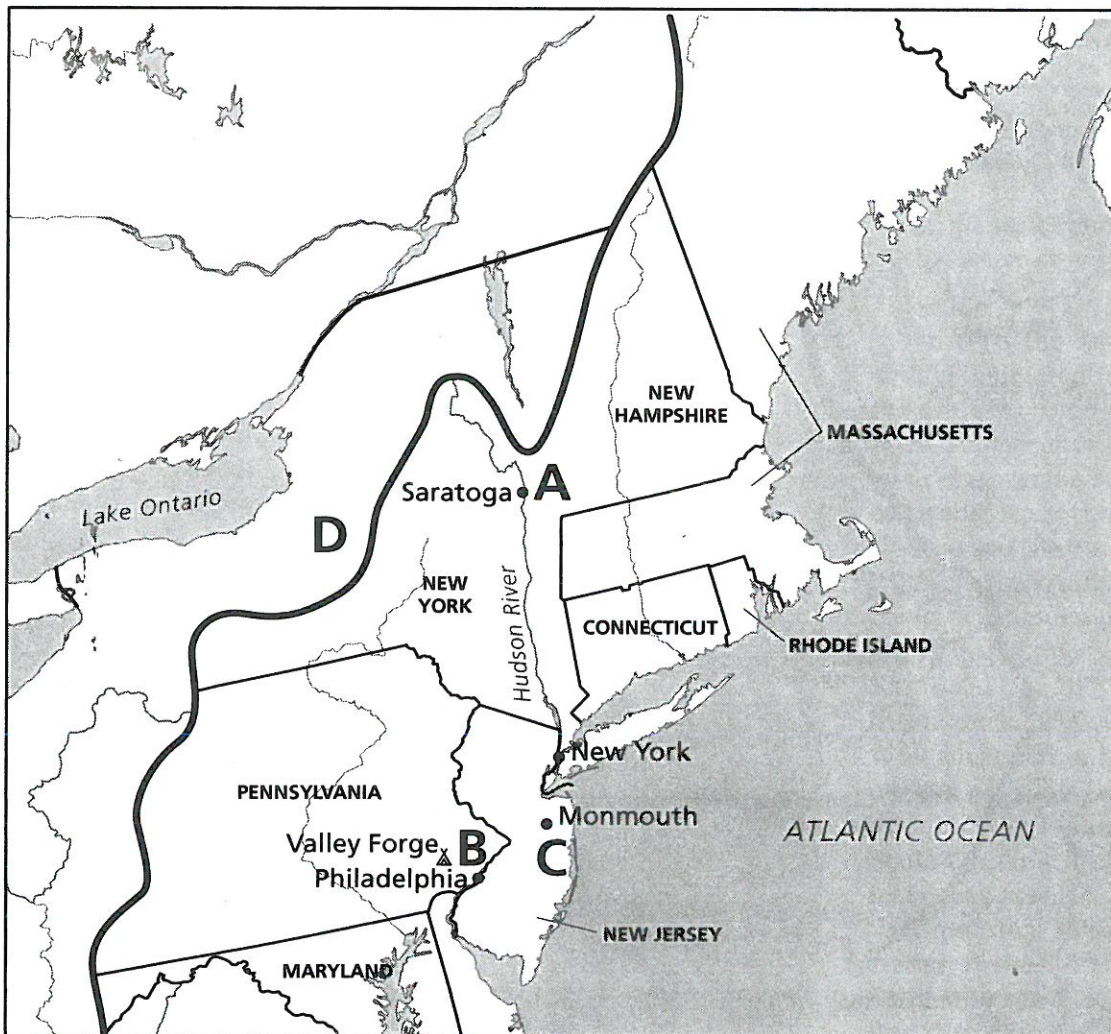 NEW
HAMPSHIRE
MASSACHUSETTS
Saratoga
A
Lake Ontario
D
NEW
YORK
Hudson River
CONNECTICUT
RHODE ISLAND
New York
PENNSYLVANIA
Monmouth
ATLANTIC OCEAN
Valley Forge
B
C
Philadelphia
NEW JERSEY
MARYLAND